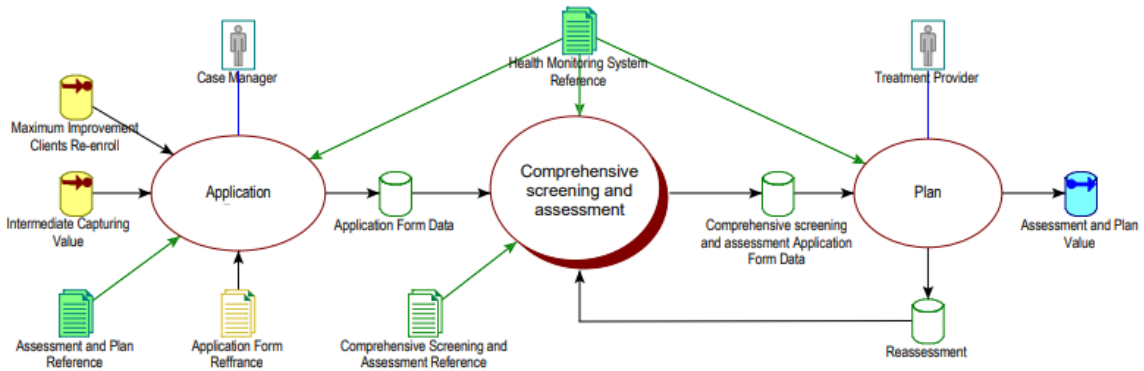 Case Manager
Health Monitoring System
Reference
Treatment Provider
Maximum Improvement
Clients Re-enroll
Application
Comprehensive
screening and
assessment
Plan
Intermediate Capturing
Value
Application Form Data
Comprehensive screening
and assessment Application
Form Data
Assessment and Plan
Value
Assessment and Plan
Reference
Application Form
Reffrance
Comprehensive Screening and
Assessment Reference
Reassessment